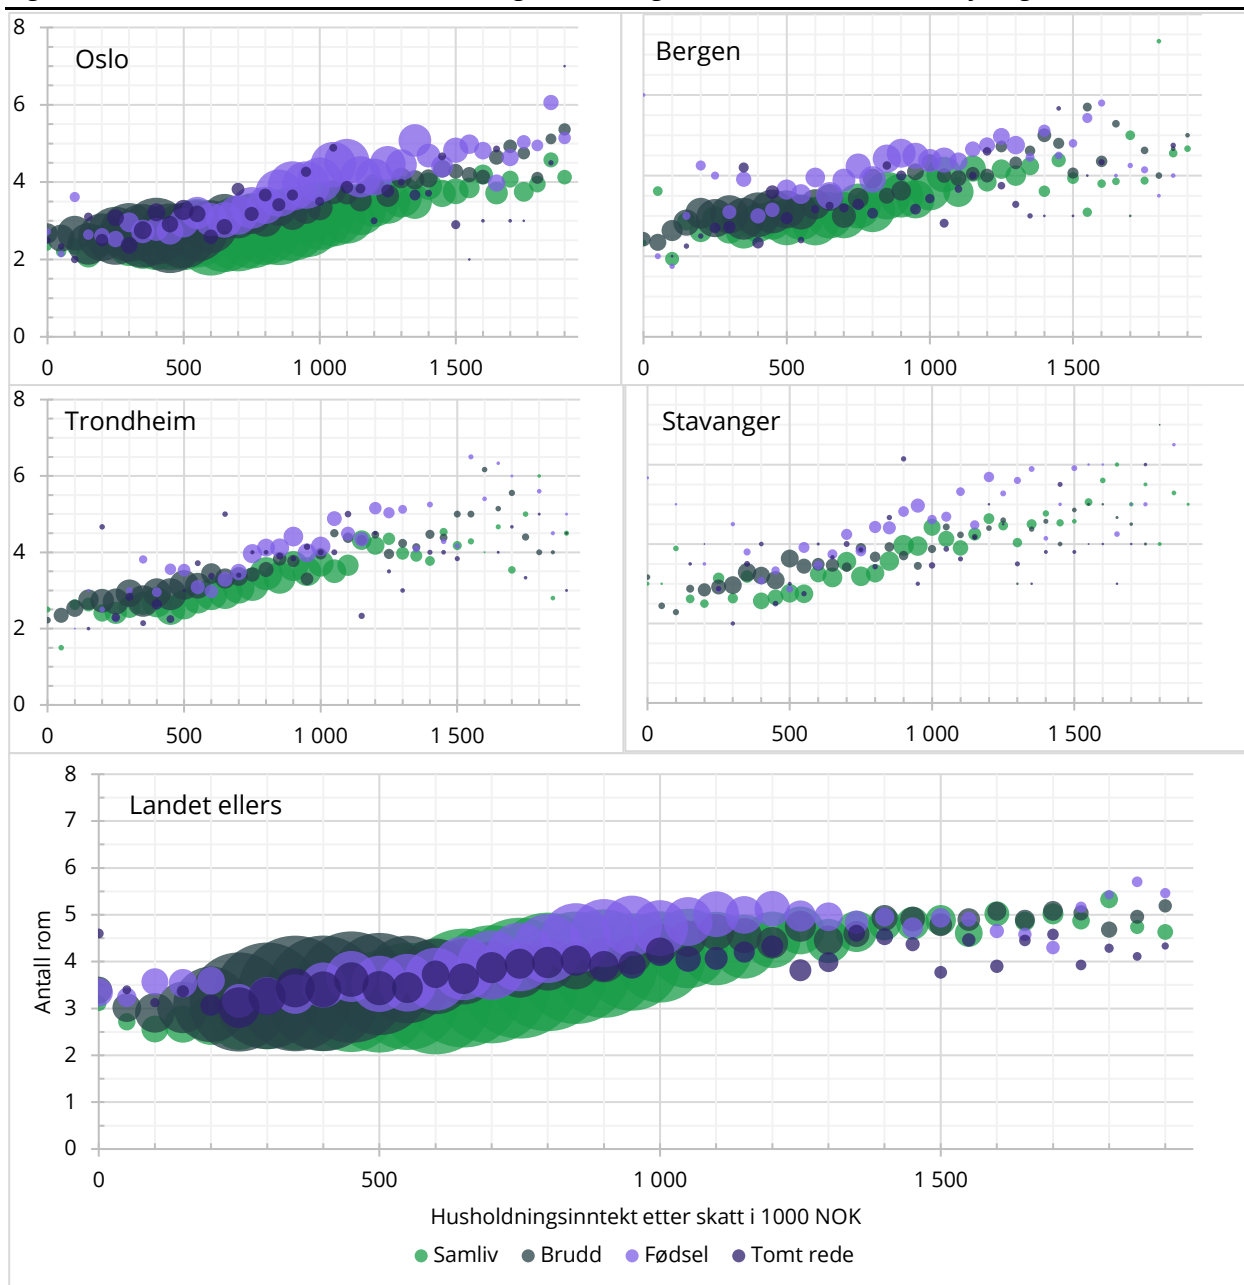 8
Oslo
6
4
2
0
0 500 1 000 1 500
Bergen
0 500 1 000 1 500
8
Trondheim
6
4
2
0
0 500 1 000 1 500
Stavanger
0 500 1 000 1 500
8
Landet ellers
7
6
5
4
3
2
1
0
Antall rom
0 500 1 000 1 500
Husholdningsinntekt etter skatt i 1000 NOK
Samliv Brudd Fødsel Tomt rede